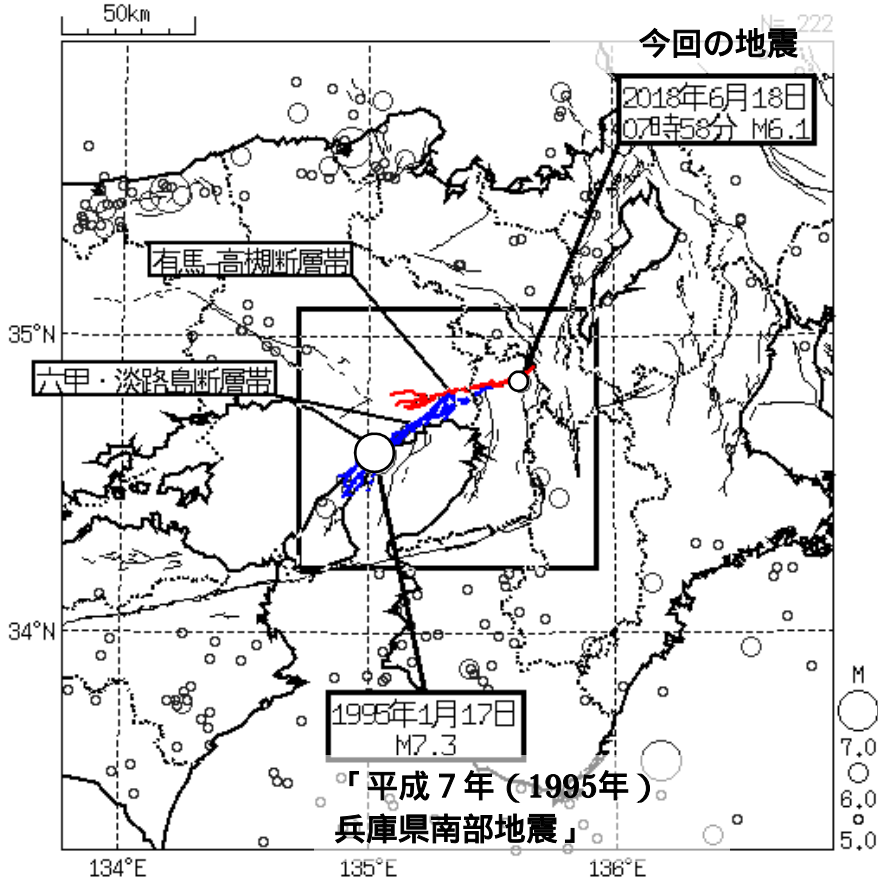 50km
N= 222
今回の地震
2018年6月18日
07時58分 M6.1
有馬-高槻断層帯
35°N
六甲・淡路島断層帯
34°N
1995年1月17日
M7.3
「平成７年（1995年）
兵庫県南部地震」
M
7.0
6.0
5.0
134°E
135°E
136°E